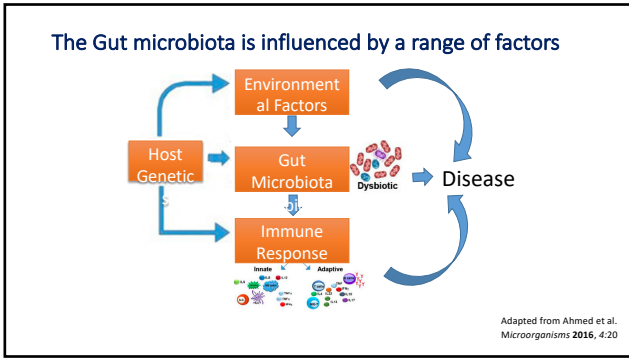 The Gut microbiota is influenced by a range of factors
Environment
al Factors
Host
Genetic
s
Gut
Microbiota
Dysbiotic
Disease
Immune
Response
Innate
Adaptive
Adapted from Ahmed et al.
Microorganisms 2016, 4:20